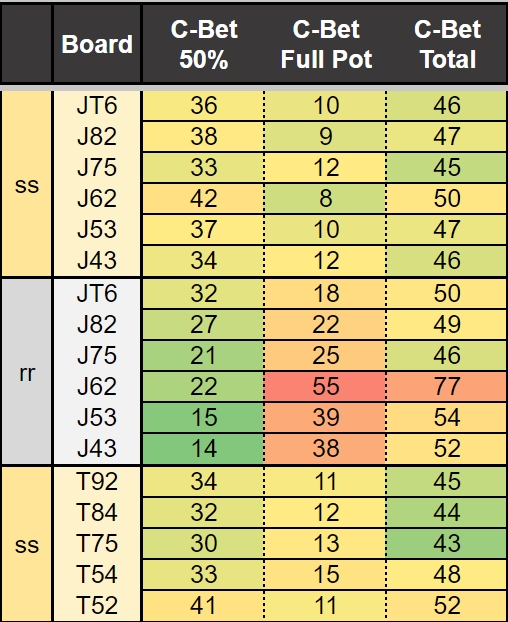 Board C-Bet 50% C-Bet Full Pot C-Bet Total
ss
JT6 36 10 46
J82 38 9 47
J75 33 12 45
J62 42 8 50
J53 37 10 47
J43 34 12 46
rr
JT6 32 18 50
J82 27 22 49
J75 21 25 46
J62 22 55 77
J53 15 39 54
J43 14 38 52
ss
T92 34 11 45
T84 32 12 44
T75 30 13 43
T54 33 15 48
T52 41 11 52